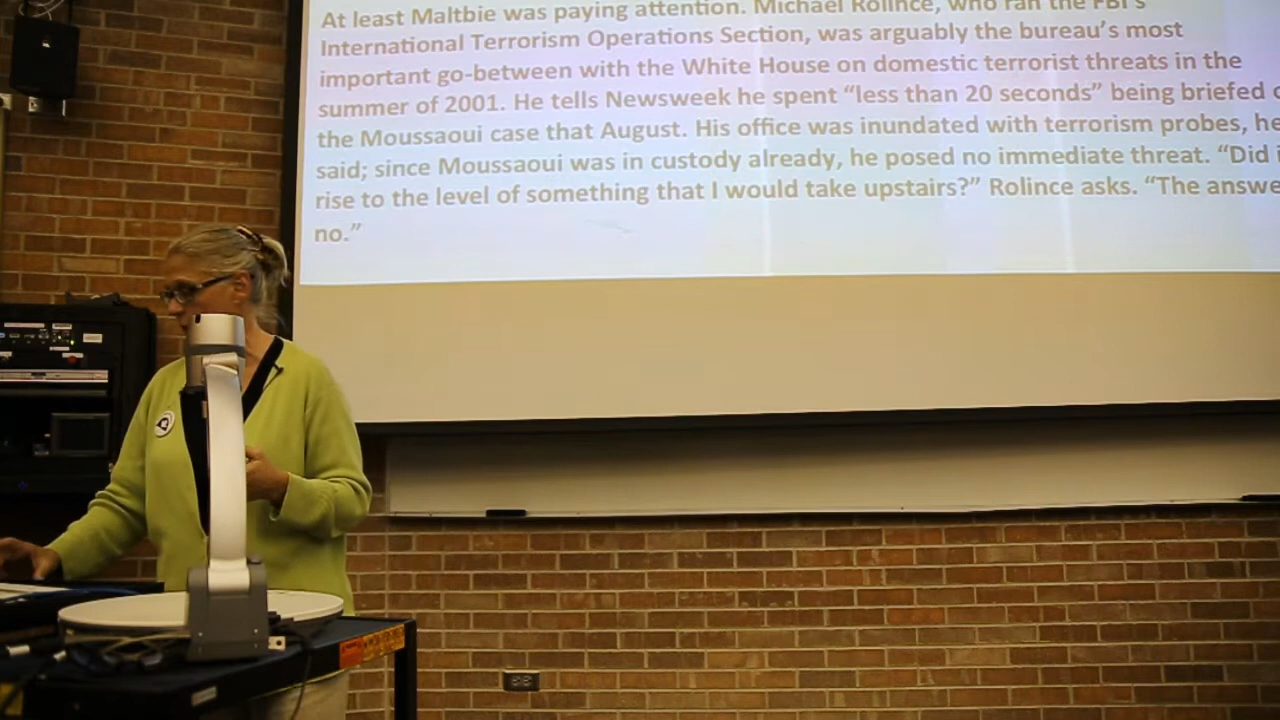 At least Maltbie was paying attention. Michael Rolince, who ran the FBI's
International Terrorism Operations Section, was arguably the bureau's most
important go-between with the White House on domestic terrorist threats in the
summer of 2001. He tells Newsweek he spent “less than 20 seconds” being briefed
the Moussaoui case that August. His office was inundated with terrorism probes, he
said; since Moussaoui was in custody already, he posed no immediate threat. “Did
rise to the level of something that I would take upstairs?” Rolince asks. “The answe
no.”